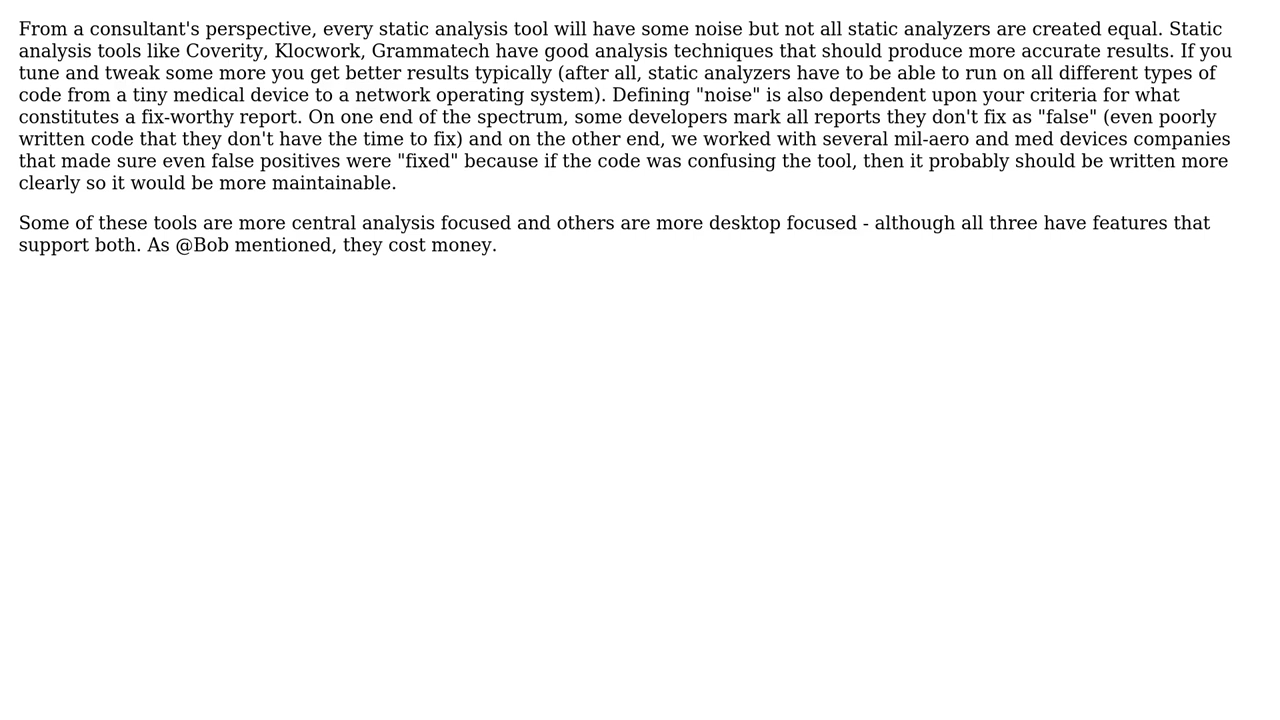 From a consultant's perspective, every static analysis tool will have some noise but not all static analyzers are created equal. Static
analysis tools like Coverity, Klocwork, Grammatech have good analysis techniques that should produce more accurate results. If you
tune and tweak some more you get better results typically (after all, static analyzers have to be able to run on all different types of
code from a tiny medical device to a network operating system). Defining "noise" is also dependent upon your criteria for what
constitutes a fix-worthy report. On one end of the spectrum, some developers mark all reports they don't fix as "false" (even poorly
written code that they don't have the time to fix) and on the other end, we worked with several mil-aero and med devices companies
that made sure even false positives were "fixed" because if the code was confusing the tool, then it probably should be written more
clearly so it would be more maintainable.
Some of these tools are more central analysis focused and others are more desktop focused - although all three have features that
support both. As @Bob mentioned, they cost money.